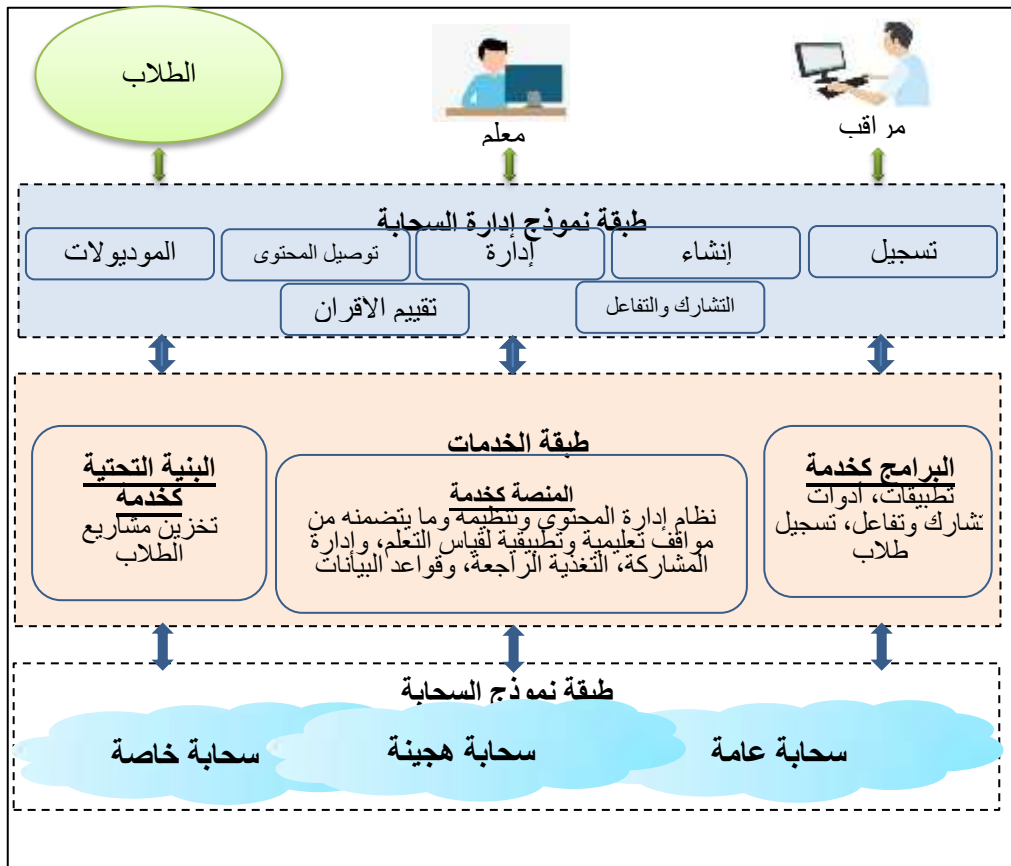 مراقب
معلم
الطلاب
طبقة نموذج إدارة السحابة
تسجيل
إنشاء
إدارة
توصيل المحتوى
الموديولات
التشارك والتفاعل
تقييم الاقران
طبقة الخدمات
البرامج كخدمة
تطبيقات، أدوات
تشارك وتفاعل، تسجيل
طلاب
المنصة كخدمة
نظام إدارة المحتوى وتنظيمة وما يتضمنه من
مواقف تعليمية وتطبيقية لقياس التعلم، وإدارة
المشاركة، التغذية الراجعة، وقواعد البيانات
البنية التحتية
كخدمة
تخزين مشاريع
الطلاب
طبقة نموذج السحابة
سحابة عامة
سحابة هجينة
سحابة خاصة